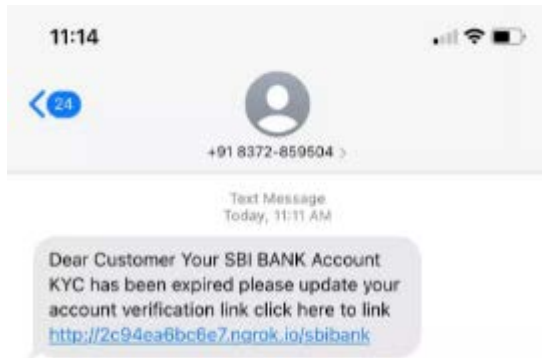 11:14
24
+91 8372-859504 >
Text Message
Today, 11:11 AM
Dear Customer Your SBI BANK Account
KYC has been expired please update your
account verification link click here to link
http://2c94ea6bc6e7.ngrok.io/sbibank